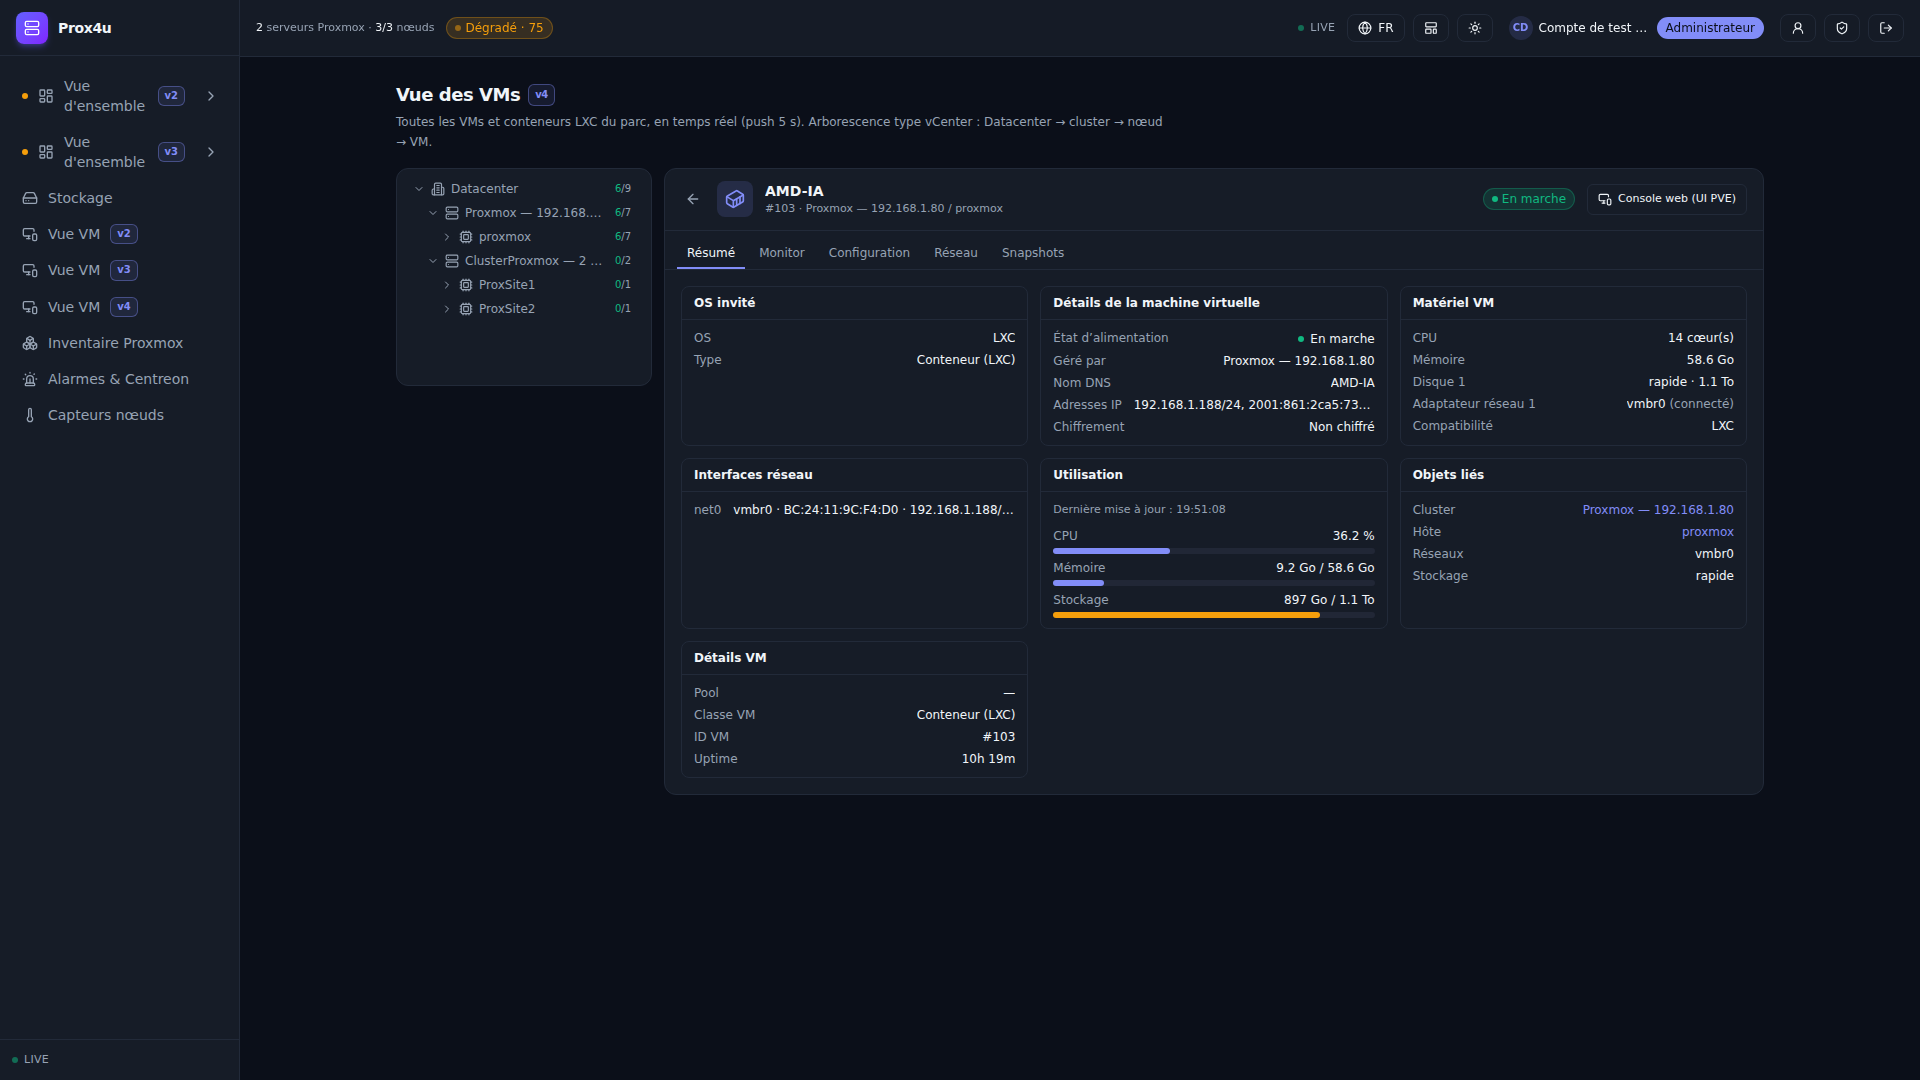 Prox4u
2 serveurs Proxmox · 3/3 nœuds
Dégradé · 75
LIVE
FR
CD
Compte de test ...
Administrateur
Vue d'ensemble
v2
Vue d'ensemble
v3
Stockage
Vue VM
v2
Vue VM
v3
Vue VM
v4
Inventaire Proxmox
Alarmes & Centreon
Capteurs nœuds
LIVE
Vue des VMs
v4
Toutes les VMs et conteneurs LXC du parc, en temps réel (push 5 s). Arborescence type vCenter : Datacenter → cluster → nœud
→ VM.
Datacenter 6/9
Proxmox — 192.168.... 6/7
proxmox 6/7
ClusterProxmox — 2 ... 0/2
ProxSite1 0/1
ProxSite2 0/1
AMD-IA
#103 · Proxmox — 192.168.1.80 / proxmox
En marche
Console web (UI PVE)
Résumé
Monitor
Configuration
Réseau
Snapshots
OS invité
OS LXC
Type Conteneur (LXC)
Détails de la machine virtuelle
État d’alimentation En marche
Géré par Proxmox — 192.168.1.80
Nom DNS AMD-IA
Adresses IP 192.168.1.188/24, 2001:861:2ca5:73...
Chiffrement Non chiffré
Matériel VM
CPU 14 cœur(s)
Mémoire 58.6 Go
Disque 1 rapide · 1.1 To
Adaptateur réseau 1 vmbr0 (connecté)
Compatibilité LXC
Interfaces réseau
net0 vmbr0 · BC:24:11:9C:F4:D0 · 192.168.1.188/...
Utilisation
Dernière mise à jour : 19:51:08
CPU 36.2 %
Mémoire 9.2 Go / 58.6 Go
Stockage 897 Go / 1.1 To
Objets liés
Cluster Proxmox — 192.168.1.80
Hôte proxmox
Réseaux vmbr0
Stockage rapide
Détails VM
Pool —
Classe VM Conteneur (LXC)
ID VM #103
Uptime 10h 19m